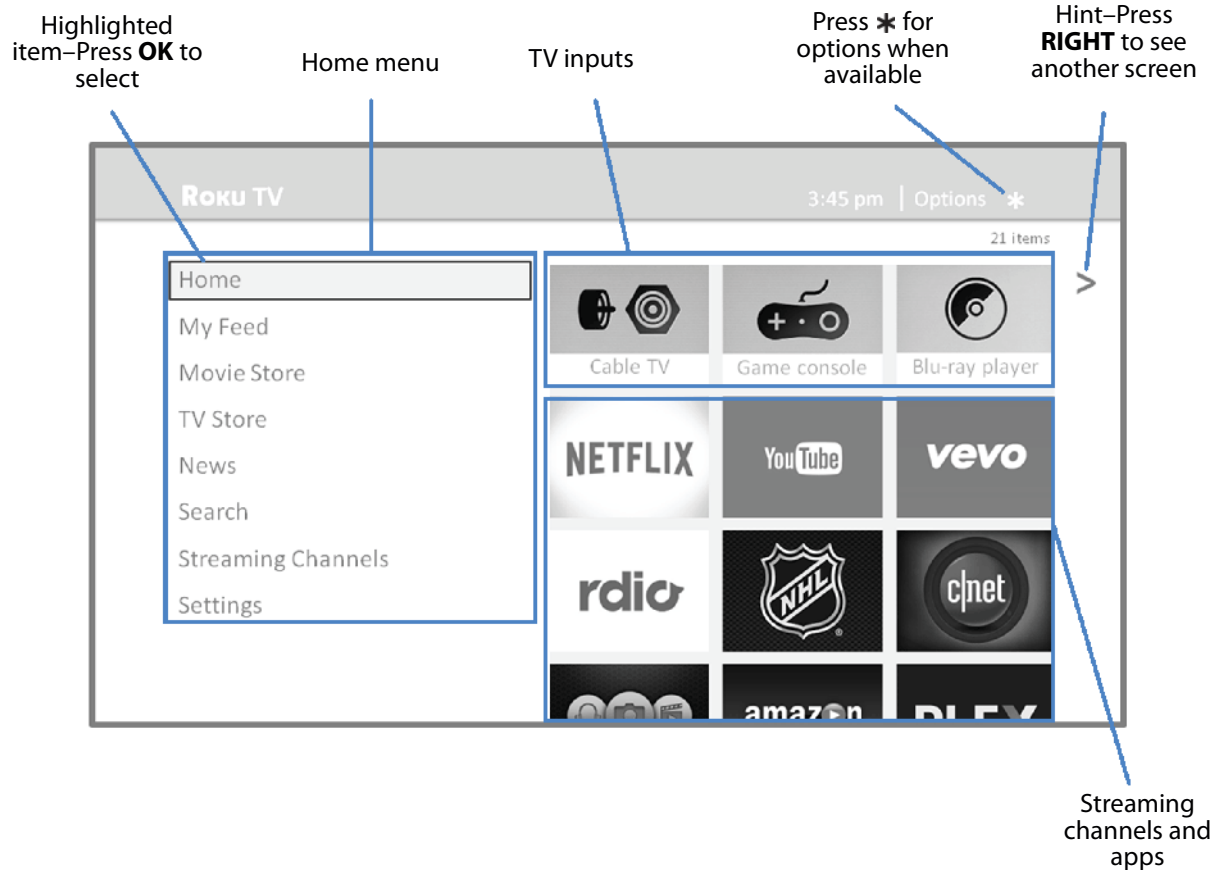 Highlighted
item–Press OK to
select
Home menu
TV inputs
Press * for
options when
available
Hint–Press
RIGHT to see
another screen
ROKU TV
3:45 pm | Options *
21 items
Home
My Feed
Movie Store
TV Store
News
Search
Streaming Channels
Settings
>
Cable TV
Game console
Blu-ray player
NETFLIX
YouTube
vevo
rdio
NHL
c|net
amazon
PLEX
Streaming
channels and
apps